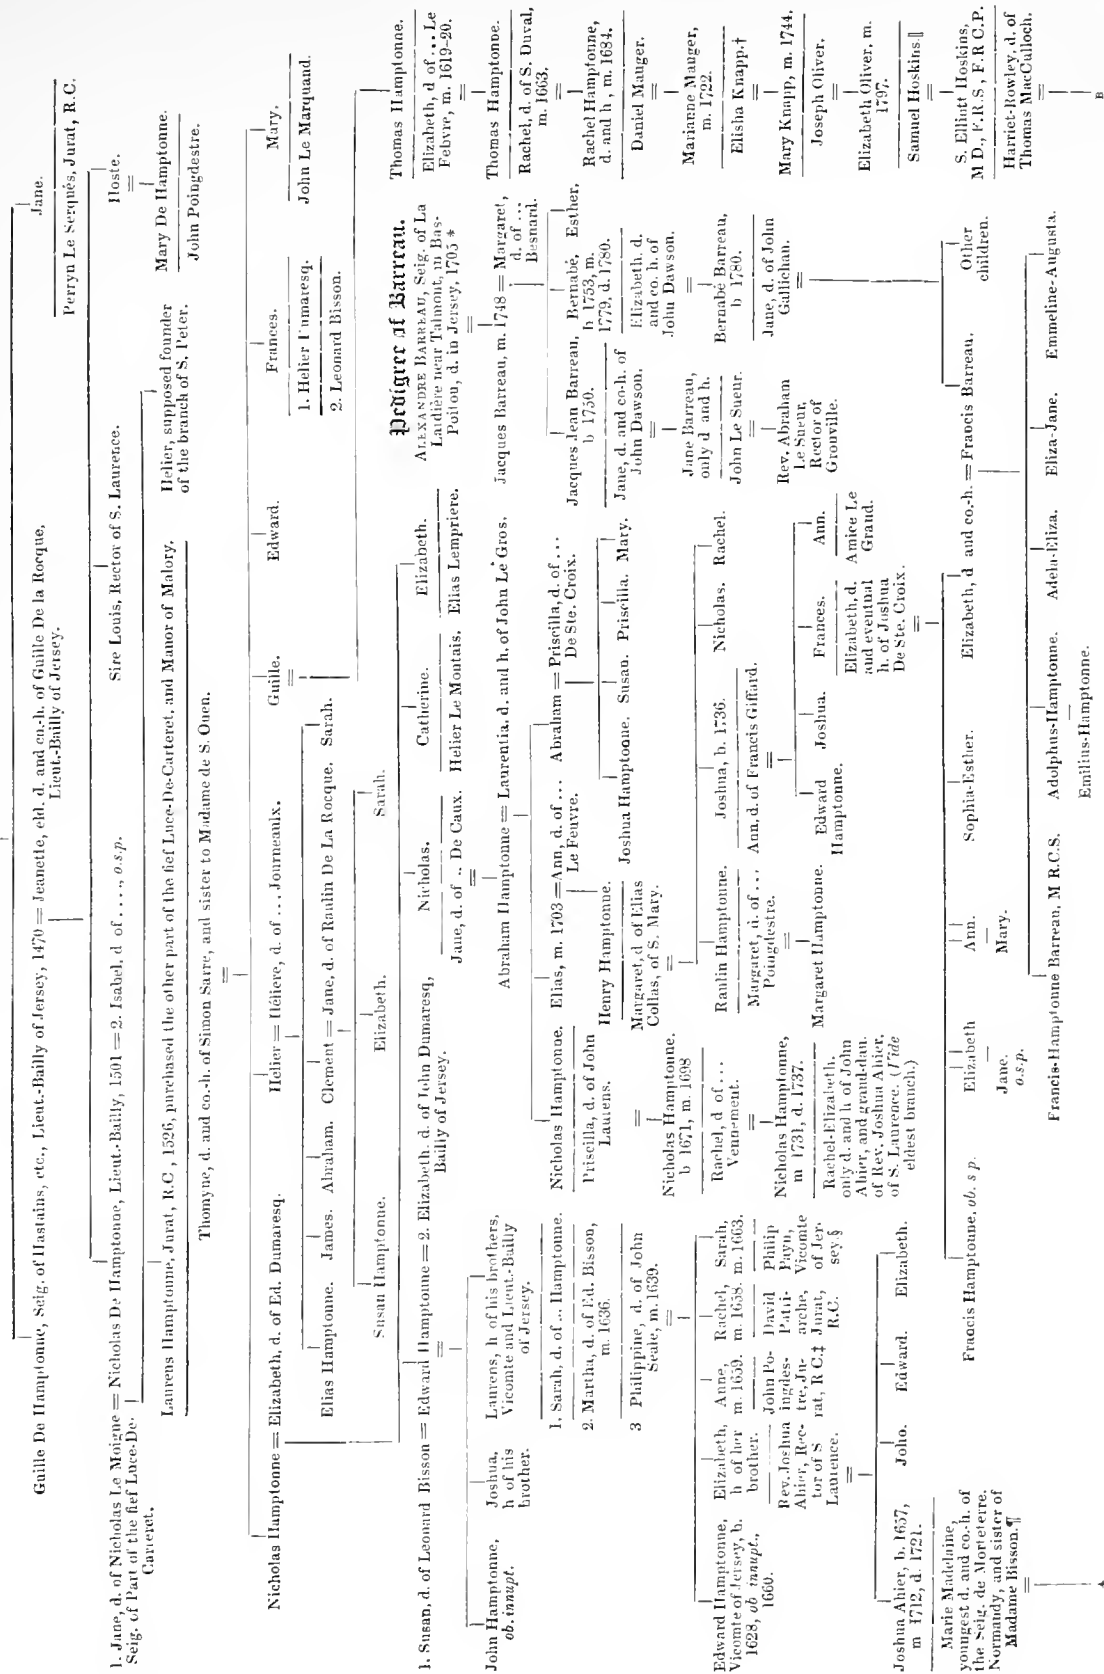 Guille De Hamptonne, Seig. of Hastains, etc., Lieut.-Bailly of Jersey, 1470 = Jeanette, eld. d. and co.-h. of Guille De la Rocque,
Lieut.-Bailly of Jersey.
Jane.
Perryn Le Serqués, Jurat, R.C.
1. Jane, d. of Nicholas Le Moigne = Nicholas De Hamptonne, Lieut.-Bailly, 1501 = 2. Isabel, d of ...., o.s.p.
Seig. of Part of the fief Luce-De-
Carteret.
Sire Louis, Rector of S. Laurence.
Hoste.
Mary De Hamptonne.
John Poingdestre.
Laurens Hamptonne, Jurat, R.C, 1526, purchased the other part of the fief Luce-De-Carteret, and Manor of Malory.
Thomyne, d. and co.-h. of Simon Sarre, and sister to Madame de S. Ouen.
Helier, supposed founder
of the branch of S. Peter.
Nicholas Hamptonne = Elizabeth, d. of Ed. Dumaresq.
Helier = Hélière, d. of ... Journeaulx.
Guille.
Edward.
Frances.
1. Helier Dumaresq.
2. Leonard Bisson.
Mary.
John Le Marquand.
Elias Hamptonne. James. Abraham. Clement = Jane, d. of Raulin De La Rocque. Sarah.
Susan Hamptonne. Elizabeth. Sarah.
1. Susan, d. of Leonard Bisson = Edward Hamptonne = 2. Elizabeth, d. of John Dumaresq,
Bailly of Jersey.
Nicholas.
Jane, d. of .. De Caux.
Catherine.
Helier Le Montais.
Elizabeth.
Elias Lempriere.
John Hamptonne,
ob. innupt.
Joshua,
h of his
brother.
Laurens, h of his brothers,
Vicomte and Lieut.-Bailly
of Jersey.
1. Sarah, d. of ... Hamptonne.
2. Martha, d. of Ed. Bisson,
m. 1636.
3 Philippine, d. of John
Seale, m. 1639.
Abraham Hamptonne = Laurentia, d. and h. of John Le Gros.
Nicholas Hamptonne.
Priscilla, d. of John
Laurens.
Elias, m. 1703 = Ann, d. of ...
Le Feuvre.
Abraham = Priscilla, d. of ...
De Ste. Croix.
Henry Hamptonne.
Margaret, d of Elias
Collas, of S. Mary.
Joshua Hamptonne. Susan. Priscilla. Mary.
Nicholas Hamptonne.
b 1671, m. 1698
Rachel, d of ...
Vennement.
Raulin Hamptonne.
Margaret, d. of ...
Poingdestre.
Margaret Hamptonne.
Joshua, b. 1736.
Ann, d. of Francis Giffard.
Nicholas. Rachel.
Edward Hamptonne,
Vicomte of Jersey, b.
1628, ob innupt.,
1660.
Elizabeth,
h of her
brother.
Rev. Joshua
Ahier, Rec-
tor of S
Laurence.
Anne,
m. 1659.
John Po-
ingdes-
tre, Ju-
rat, R C.‡
Rachel,
m. 1658.
David
Patri-
arche,
Jurat,
R.C.
Sarah,
m. 1663.
Philip
Payn,
Vicomte
of Jer-
sey.§
Nicholas Hamptonne,
m 1731, d. 1737.
Rachel-Elizabeth,
only d. and h of John
Ahier, and grand-dau.
of Rev. Joshua Ahier,
of S. Laurence. (Vide
eldest branch.)
Edward
Hamptonne.
Joshua.
Frances.
Ann.
Elizabeth, d.
and eventual
h. of Joshua
De Ste. Croix.
Amice Le
Grand.
Joshua Ahier, b. 1657,
m 1712, d. 1721.
John. Edward. Elizabeth.
Marie Madelaine,
youngest d. and co.-h. of
the Seig. de Morteterre,
Normandy, and sister of
Madame Bisson.¶
A
Francis Hamptonne, ob. s p.
Elizabeth
Jane.
o.s.p.
Ann.
Mary.
Sophia-Esther.
Elizabeth, d and co.-h. = Francis Barreau.
Other
children.
Francis-Hamptonne Barreau, M R.C.S.
Adolphus-Hamptonne.
Emilius-Hamptonne.
Adela-Eliza.
Eliza-Jane.
Emmeline-Augusta.
Pedigree of Barreau.
ALEXANDRE BARREAU, Seig. of La
Laudière near Talmont, in Bas-
Poitou, d. in Jersey, 1705 *
Jacques Barreau, m. 1748 = Margaret,
d. of ...
Besnard.
Jacques Jean Barreau,
b 1750.
Jane, d. and co-h. of
John Dawson.
Jane Barreau,
only d and h.
John Le Sueur.
Rev. Abraham
Le Sueur,
Rector of
Grouville.
Bernabé,
b 1753, m.
1779, d. 1780.
Esther,
Elizabeth, d.
and co. h. of
John Dawson.
Bernabé Barreau,
b 1780.
Jane, d. of John
Gallichan.
Thomas Hamptonne.
Elizabeth, d of ... Le
Febvre, m. 1619-20.
Thomas Hamptonne.
Rachel, d. of S. Duval,
m. 1663.
Rachel Hamptonne,
d. and h, m. 1684.
Daniel Mauger,
Marianne Mauger,
m. 1722.
Elisha Knapp.†
Mary Knapp, m. 1744.
Joseph Oliver.
Elizabeth Oliver, m.
1797.
Samuel Hoskins.‖
S. Elliott Hoskins,
M D., F.R S, F.R C.P.
Harriet-Rowley, d. of
Thomas MacCulloch.
B